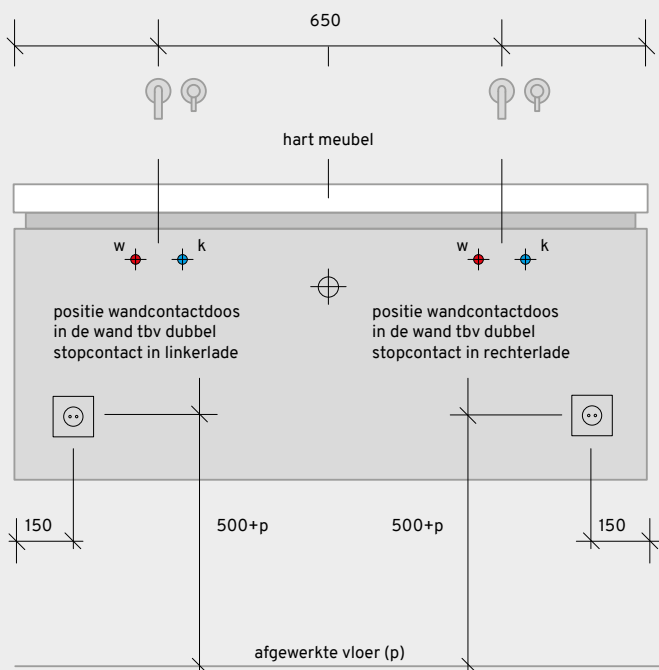 650
hart meubel
w k w k
positie wandcontactdoos
in de wand tbv dubbel
stopcontact in linkerlade
positie wandcontactdoos
in de wand tbv dubbel
stopcontact in rechterlade
150 500+p 500+p 150
afgewerkte vloer (p)